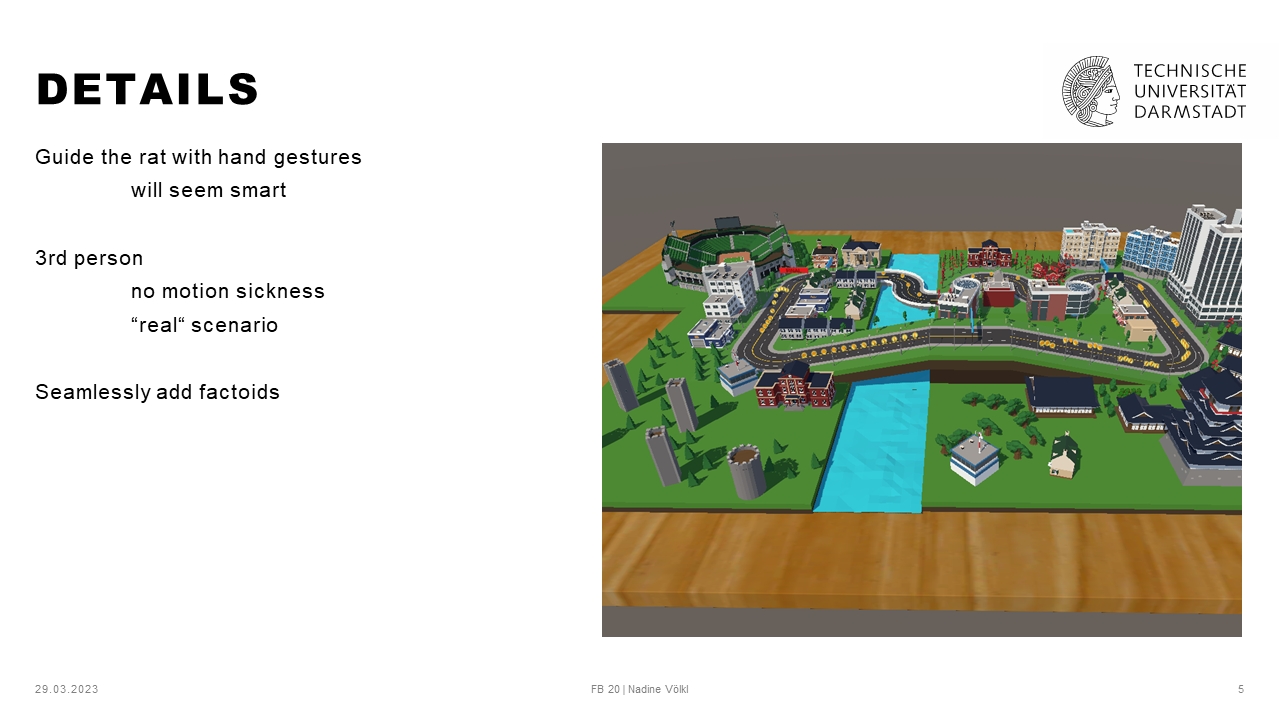 DETAILS
TECHNISCHE
UNIVERSITÄT
DARMSTADT
Guide the rat with hand gestures
will seem smart
3rd person
no motion sickness
“real“ scenario
Seamlessly add factoids
29.03.2023
FB 20 | Nadine Völkl
5